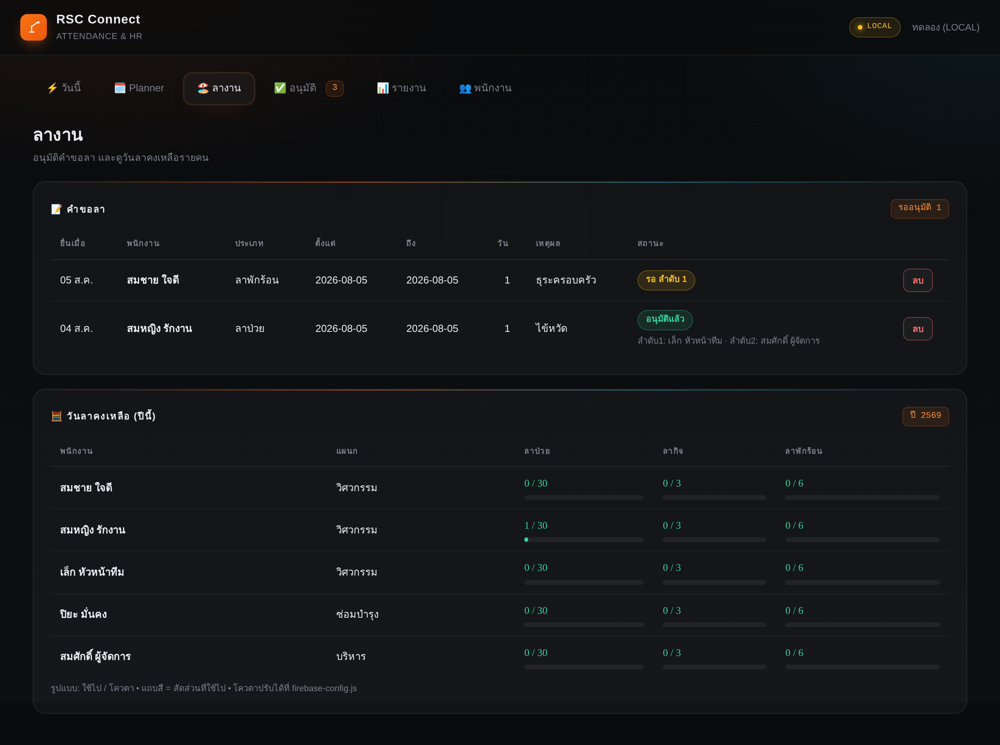 RSC Connect
ATTENDANCE & HR
LOCAL
ทดลอง (LOCAL)
วันนี้
Planner
ลางาน
อนุมัติ 3
รายงาน
พนักงาน
ลางาน
อนุมัติคำขอลา และดูวันลาคงเหลือรายคน
คำขอลา
รออนุมัติ 1
ยื่นเมื่อ พนักงาน ประเภท ตั้งแต่ ถึง วัน เหตุผล สถานะ
05 ส.ค. สมชาย ใจดี ลาพักร้อน 2026-08-05 2026-08-05 1 ธุระครอบครัว รอ ลำดับ 1 ลบ
04 ส.ค. สมหญิง รักงาน ลาป่วย 2026-08-05 2026-08-05 1 ไข้หวัด อนุมัติแล้ว ลบ
ลำดับ1: เล็ก หัวหน้าทีม · ลำดับ2: สมศักดิ์ ผู้จัดการ
วันลาคงเหลือ (ปีนี้)
ปี 2569
พนักงาน แผนก ลาป่วย ลากิจ ลาพักร้อน
สมชาย ใจดี วิศวกรรม 0 / 30 0 / 3 0 / 6
สมหญิง รักงาน วิศวกรรม 1 / 30 0 / 3 0 / 6
เล็ก หัวหน้าทีม วิศวกรรม 0 / 30 0 / 3 0 / 6
ปิยะ มั่นคง ซ่อมบำรุง 0 / 30 0 / 3 0 / 6
สมศักดิ์ ผู้จัดการ บริหาร 0 / 30 0 / 3 0 / 6
รูปแบบ: ใช้ไป / โควตา • แถบสี = สัดส่วนที่ใช้ไป • โควตาปรับได้ที่ firebase-config.js